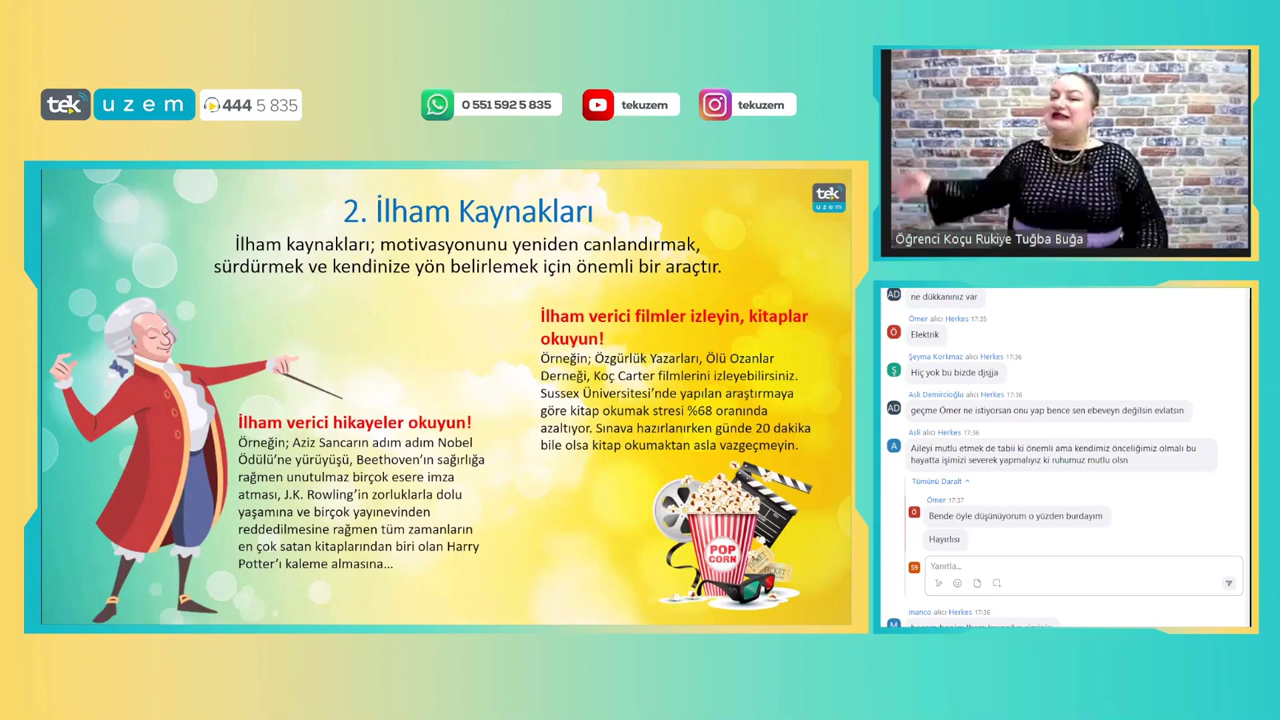 tek
uzem
444 5 835
0 551 592 5 835
tekuzem
tekuzem
tek
uzem
2. İlham Kaynakları
İlham kaynakları; motivasyonunu yeniden canlandırmak,
sürdürmek ve kendinize yön belirlemek için önemli bir araçtır.
İlham verici hikayeler okuyun!
Örneğin; Aziz Sancarın adım adım Nobel
Ödülü’ne yürüyüşü, Beethoven’ın sağırlığa
rağmen unutulmaz birçok esere imza
atması, J.K. Rowling’in zorluklarla dolu
yaşamına ve birçok yayınevinden
reddedilmesine rağmen tüm zamanların
en çok satan kitaplarından biri olan Harry
Potter’ı kaleme alması​na...
İlham verici filmler izleyin, kitaplar
okuyun!
Örneğin; Özgürlük Yazarları, Ölü Ozanlar
Derneği, Koç Carter filmlerini izleyebilirsiniz.
Sussex Üniversitesi’nde yapılan araştırmaya
göre kitap okumak stresi %68 oranında
azaltıyor. Sınava hazırlanırken günde 20 dakika
bile olsa kitap okumaktan asla vazgeçmeyin.
POP
CORN
TICKET
Öğrenci Koçu Rukiye Tuğba Buğa
AD
ne dükkanınız var
Ömer alıcı Herkes 17:35
Ö
Elektrik
Şeyma Korkmaz alıcı Herkes 17:36
Ş
Hiç yok bu bizde djsjja
Aslı Demircioğlu alıcı Herkes 17:36
AD
geçme Ömer ne istiyorsan onu yap bence sen ebeveyn değilsin evlatsın
Asli alıcı Herkes 17:36
A
Aileyi mutlu etmek de tabii ki önemli ama kendimiz önceliğimiz olmalı bu
hayatta işimizi severek yapmalıyız ki ruhumuz mutlu olsn
Tümünü Daralt
Ömer 17:37
Ö
Bende öyle düşünüyorum o yüzden burdayım
Hayırlısı
S9
Yanıtla...
manco alıcı Herkes 17:36
M